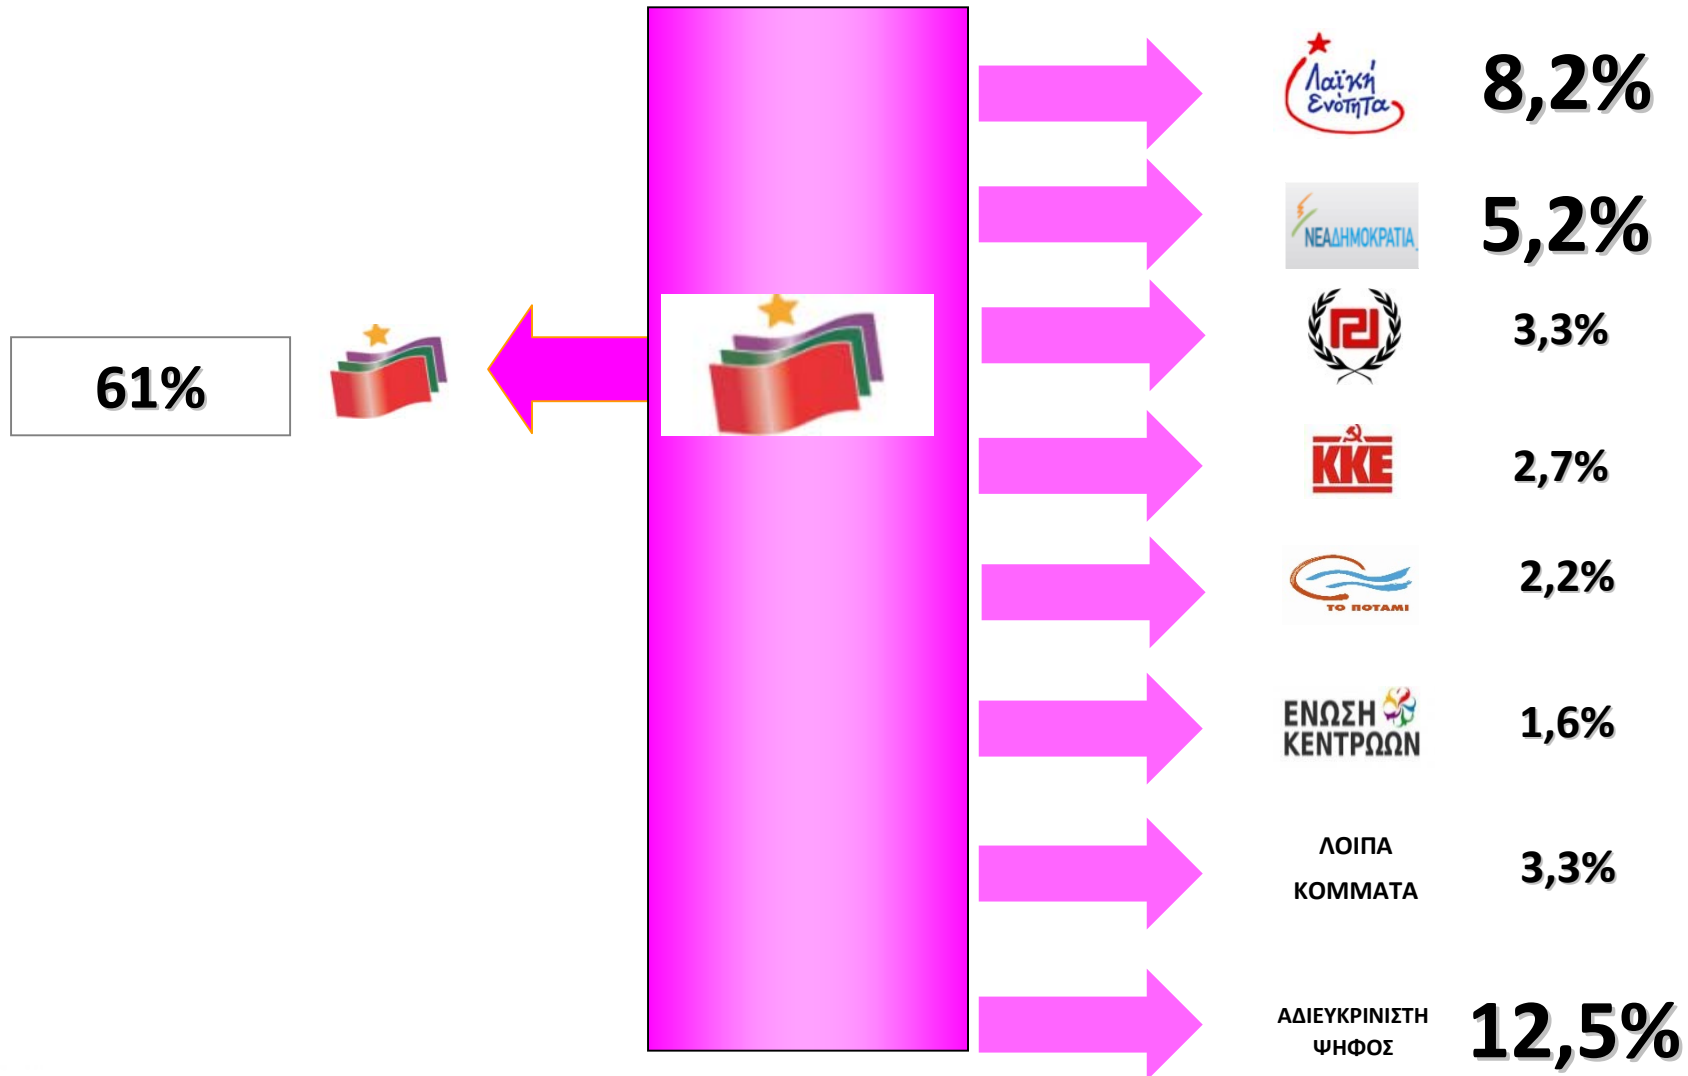 Λαϊκή
Ενότητα
8,2%
ΝΕΑΔΗΜΟΚΡΑΤΙΑ
5,2%
3,3%
61%
ΚΚΕ
2,7%
ΤΟ ΠΟΤΑΜΙ
2,2%
ΕΝΩΣΗ
ΚΕΝΤΡΩΩΝ
1,6%
ΛΟΙΠΑ
ΚΟΜΜΑΤΑ
3,3%
ΑΔΙΕΥΚΡΙΝΙΣΤΗ
ΨΗΦΟΣ
12,5%